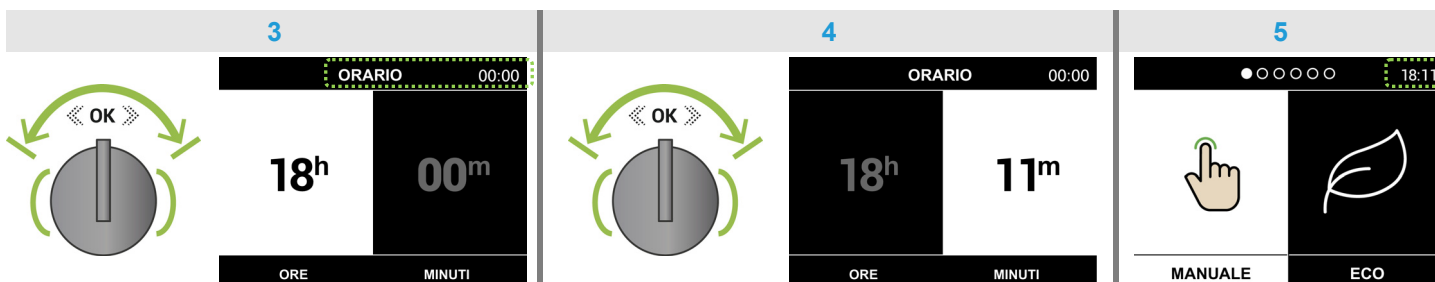 3
OK
ORARIO 00:00
18h 00m
ORE MINUTI
4
OK
ORARIO 00:00
18h 11m
ORE MINUTI
5
18:11
MANUALE ECO